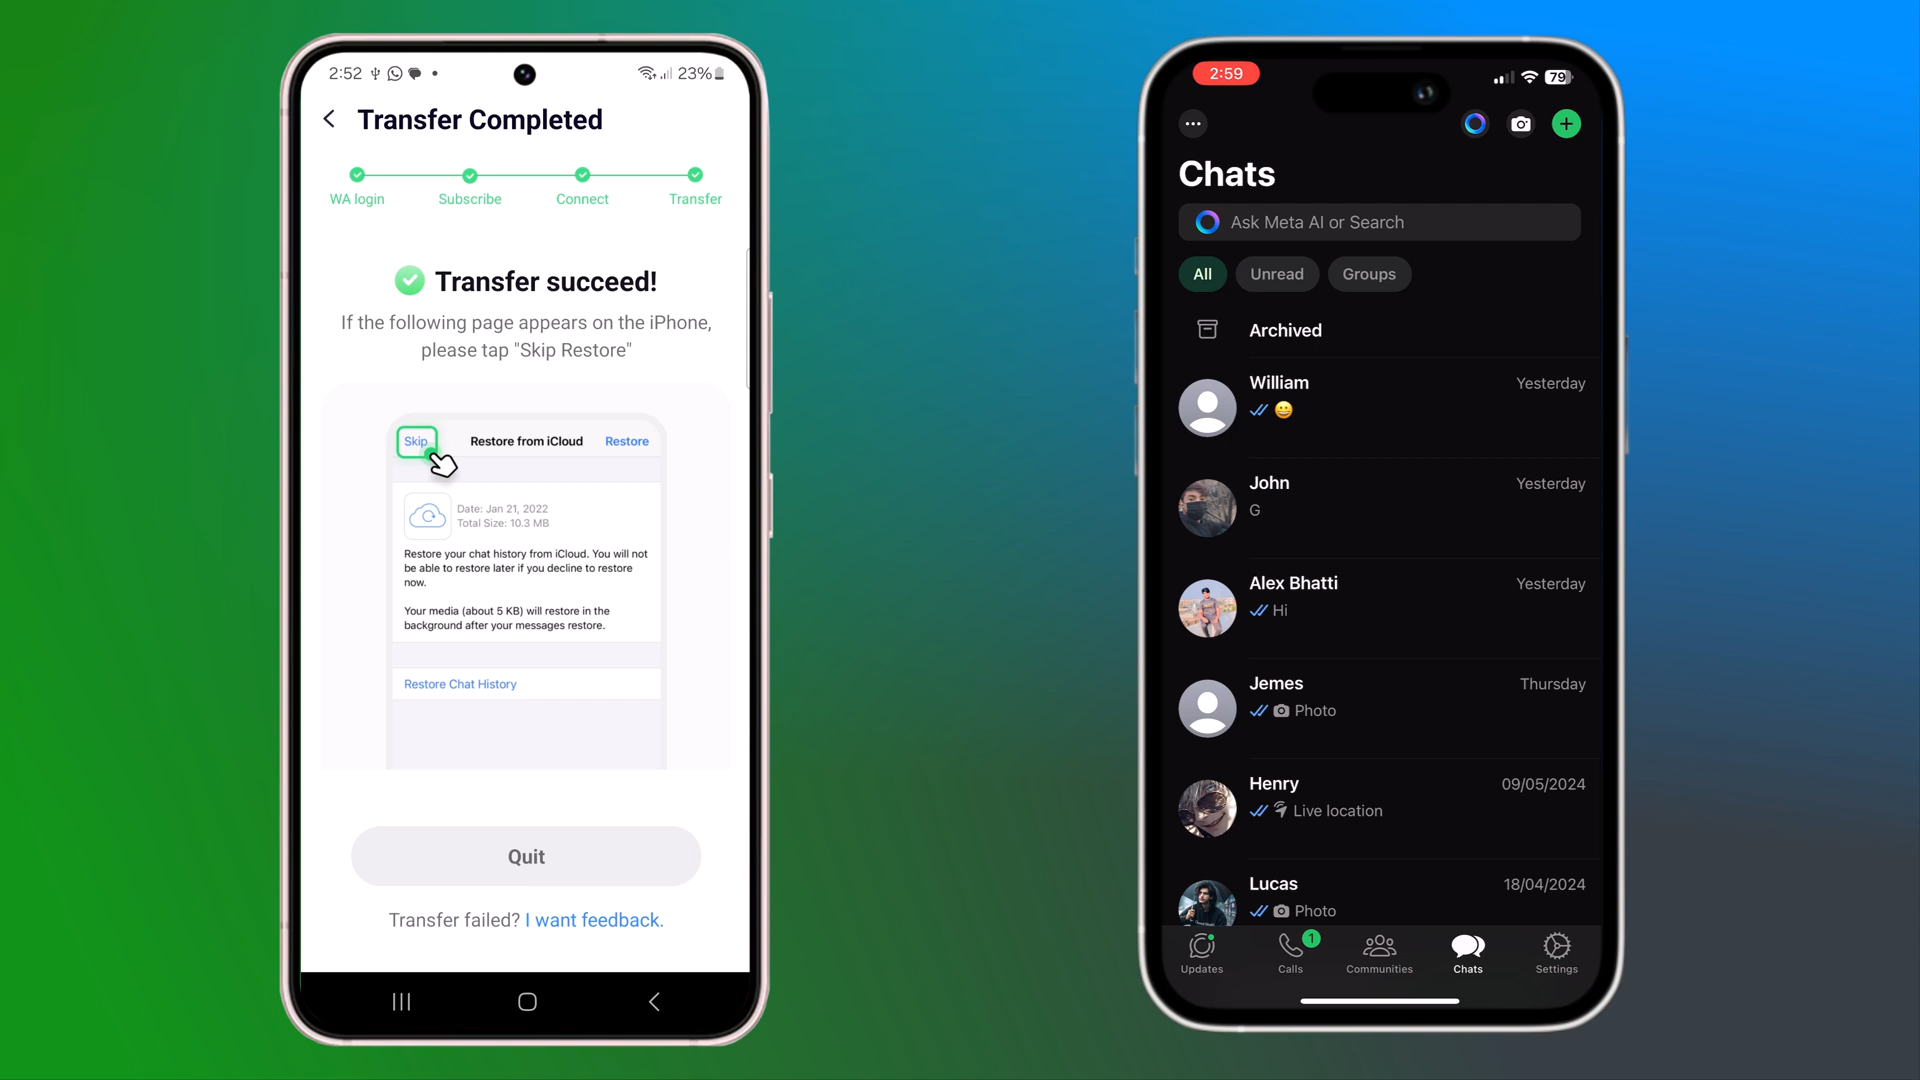 2:52
23%
Transfer Completed
WA login
Subscribe
Connect
Transfer
Transfer succeed!
If the following page appears on the iPhone,
please tap "Skip Restore"
Skip
Restore from iCloud
Restore
Date: Jan 21, 2022
Total Size: 10.3 MB
Restore your chat history from iCloud. You will not
be able to restore later if you decline to restore
now.
Your media (about 5 KB) will restore in the
background after your messages restore.
Restore Chat History
Quit
Transfer failed? I want feedback.
2:59
79
Chats
Ask Meta AI or Search
All
Unread
Groups
Archived
William
Yesterday
John
Yesterday
G
Alex Bhatti
Yesterday
Hi
Jemes
Thursday
Photo
Henry
09/05/2024
Live location
Lucas
18/04/2024
Photo
1
Updates
Calls
Communities
Chats
Settings